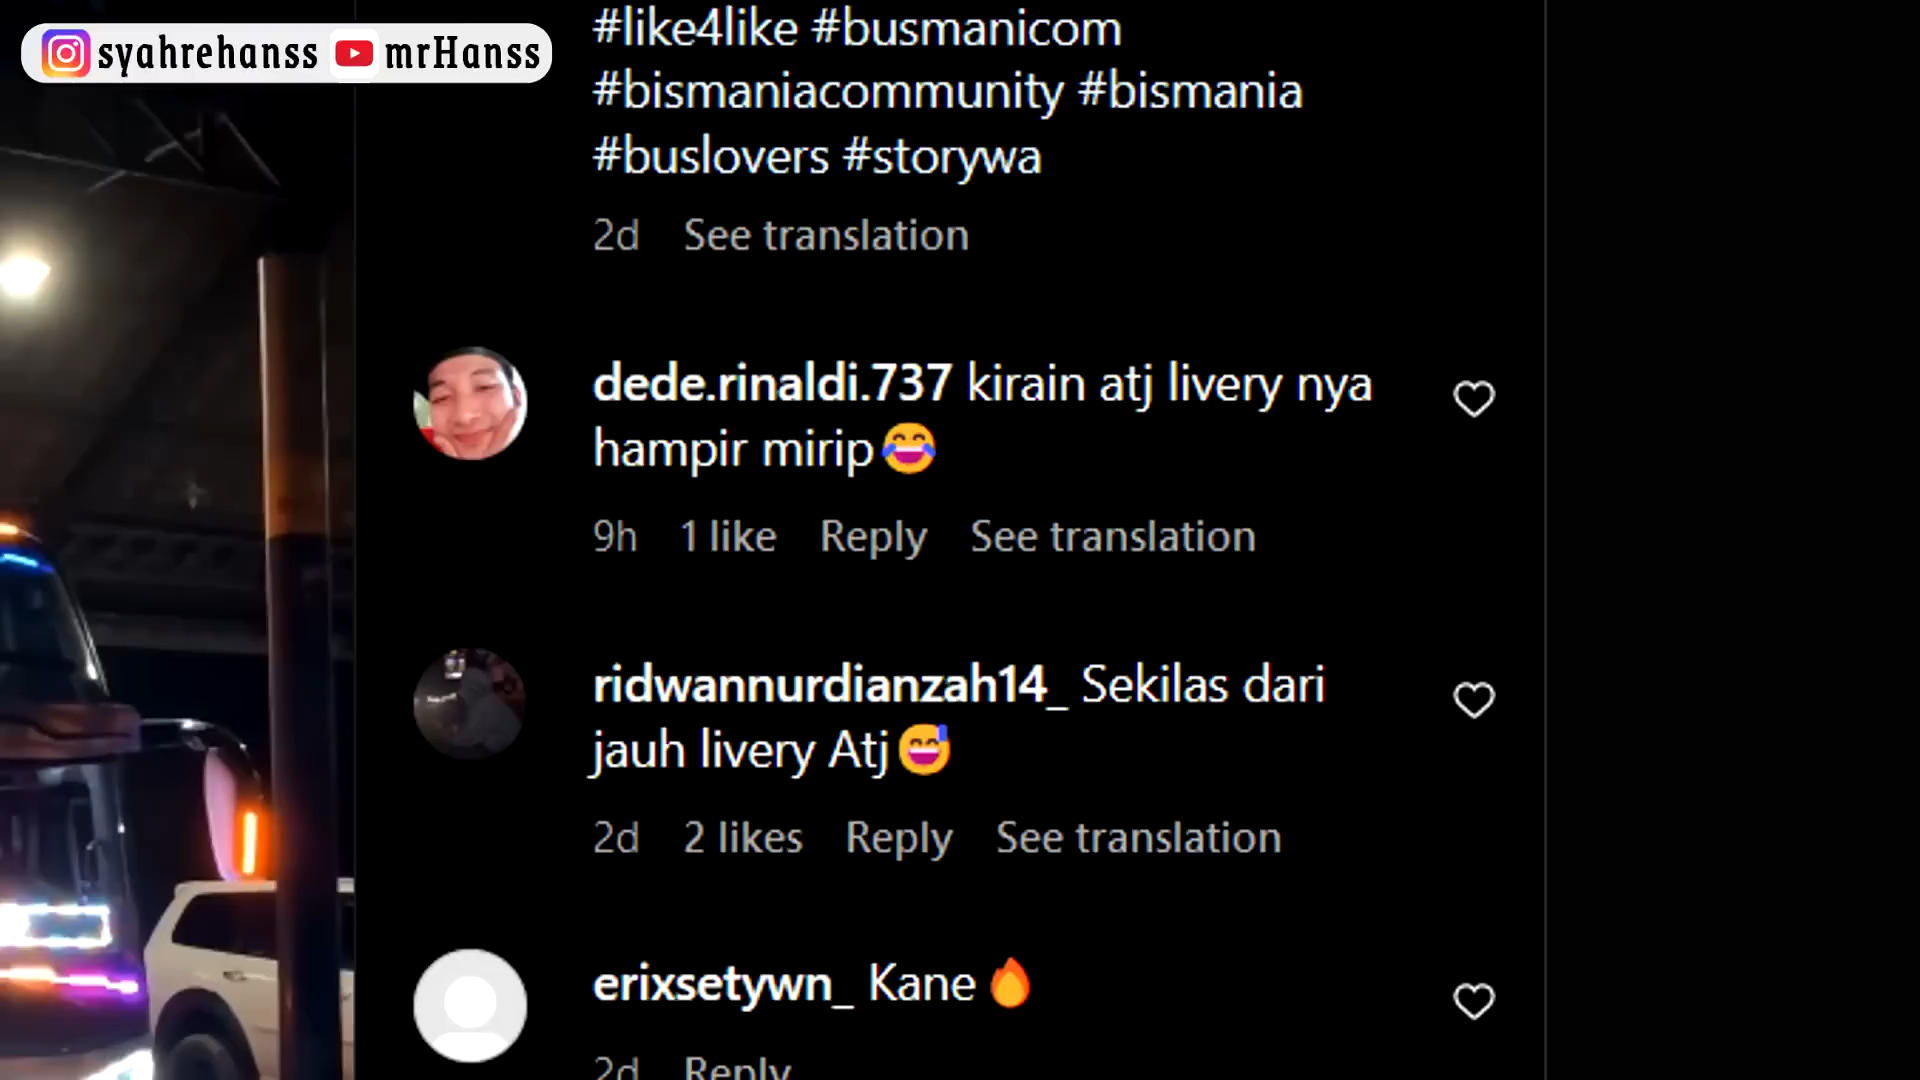 syahrehanss mrHanss
#like4like #busmanicom
#bismaniacommunity #bismania
#buslovers #storywa
2d See translation
dede.rinaldi.737 kirain atj livery nya
hampir mirip😂
9h 1 like Reply See translation
ridwannurdianzah14_ Sekilas dari
jauh livery Atj😅
2d 2 likes Reply See translation
erixsetywn_ Kane🔥
2d Reply